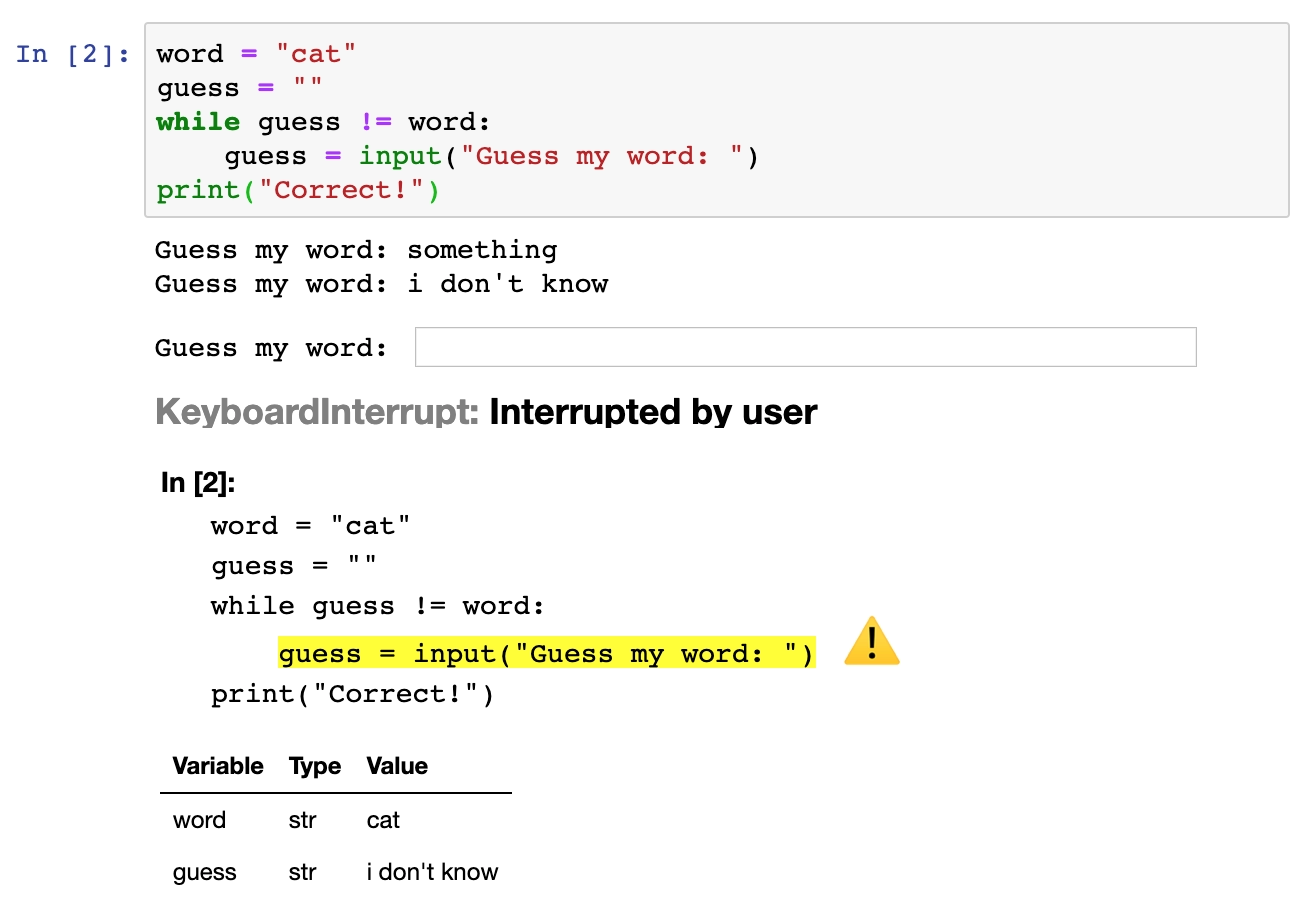 In [2]: word = "cat"
guess = ""
while guess != word:
    guess = input("Guess my word: ")
print("Correct!")
Guess my word: something
Guess my word: i don't know
Guess my word:
KeyboardInterrupt: Interrupted by user
In [2]:
word = "cat"
guess = ""
while guess != word:
    guess = input("Guess my word: ")
print("Correct!")
Variable Type Value
word str cat
guess str i don't know